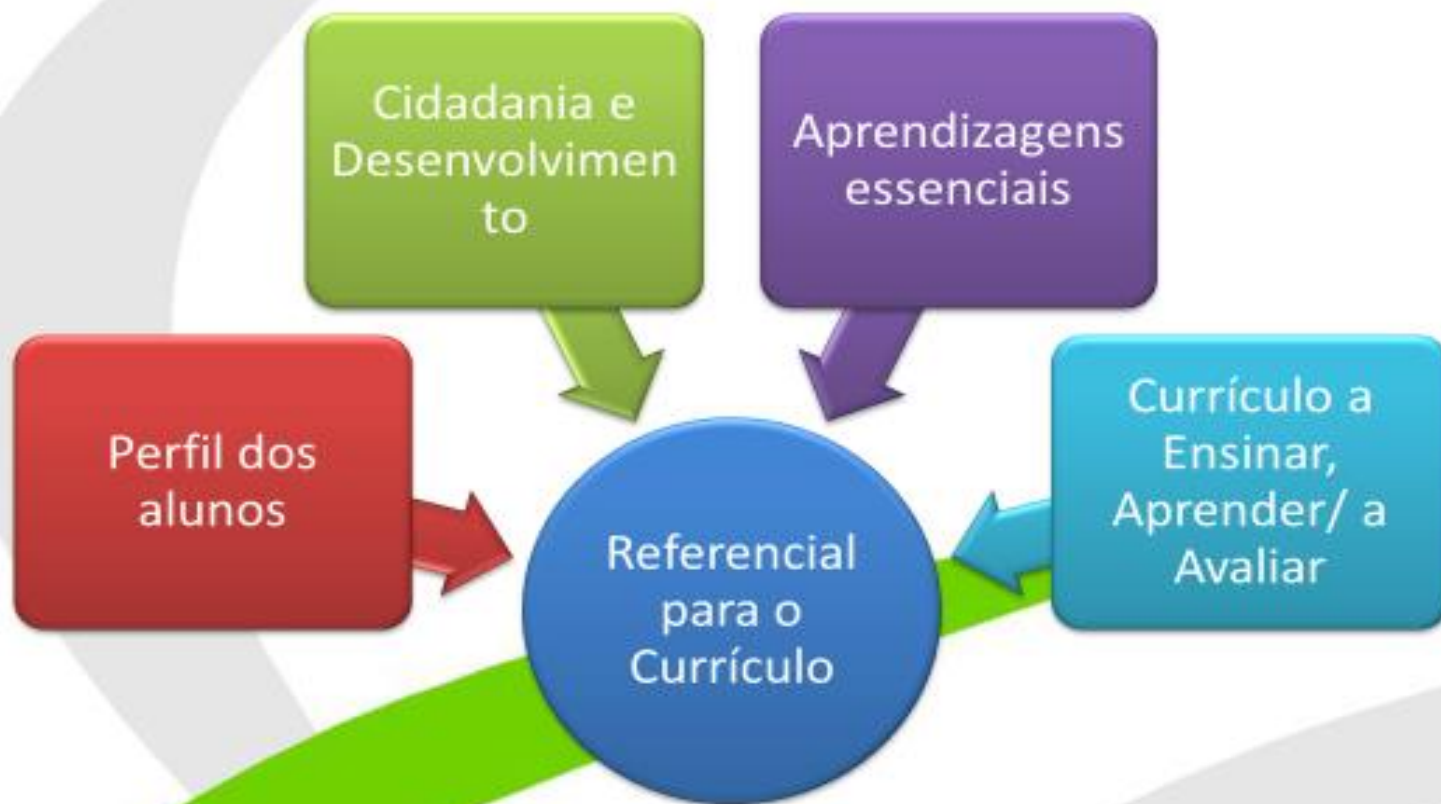 Cidadania e
Desenvolvimen
to
Aprendizagens
essenciais
Perfil dos
alunos
Currículo a
Ensinar,
Aprender/ a
Avaliar
Referencial
para o
Currículo